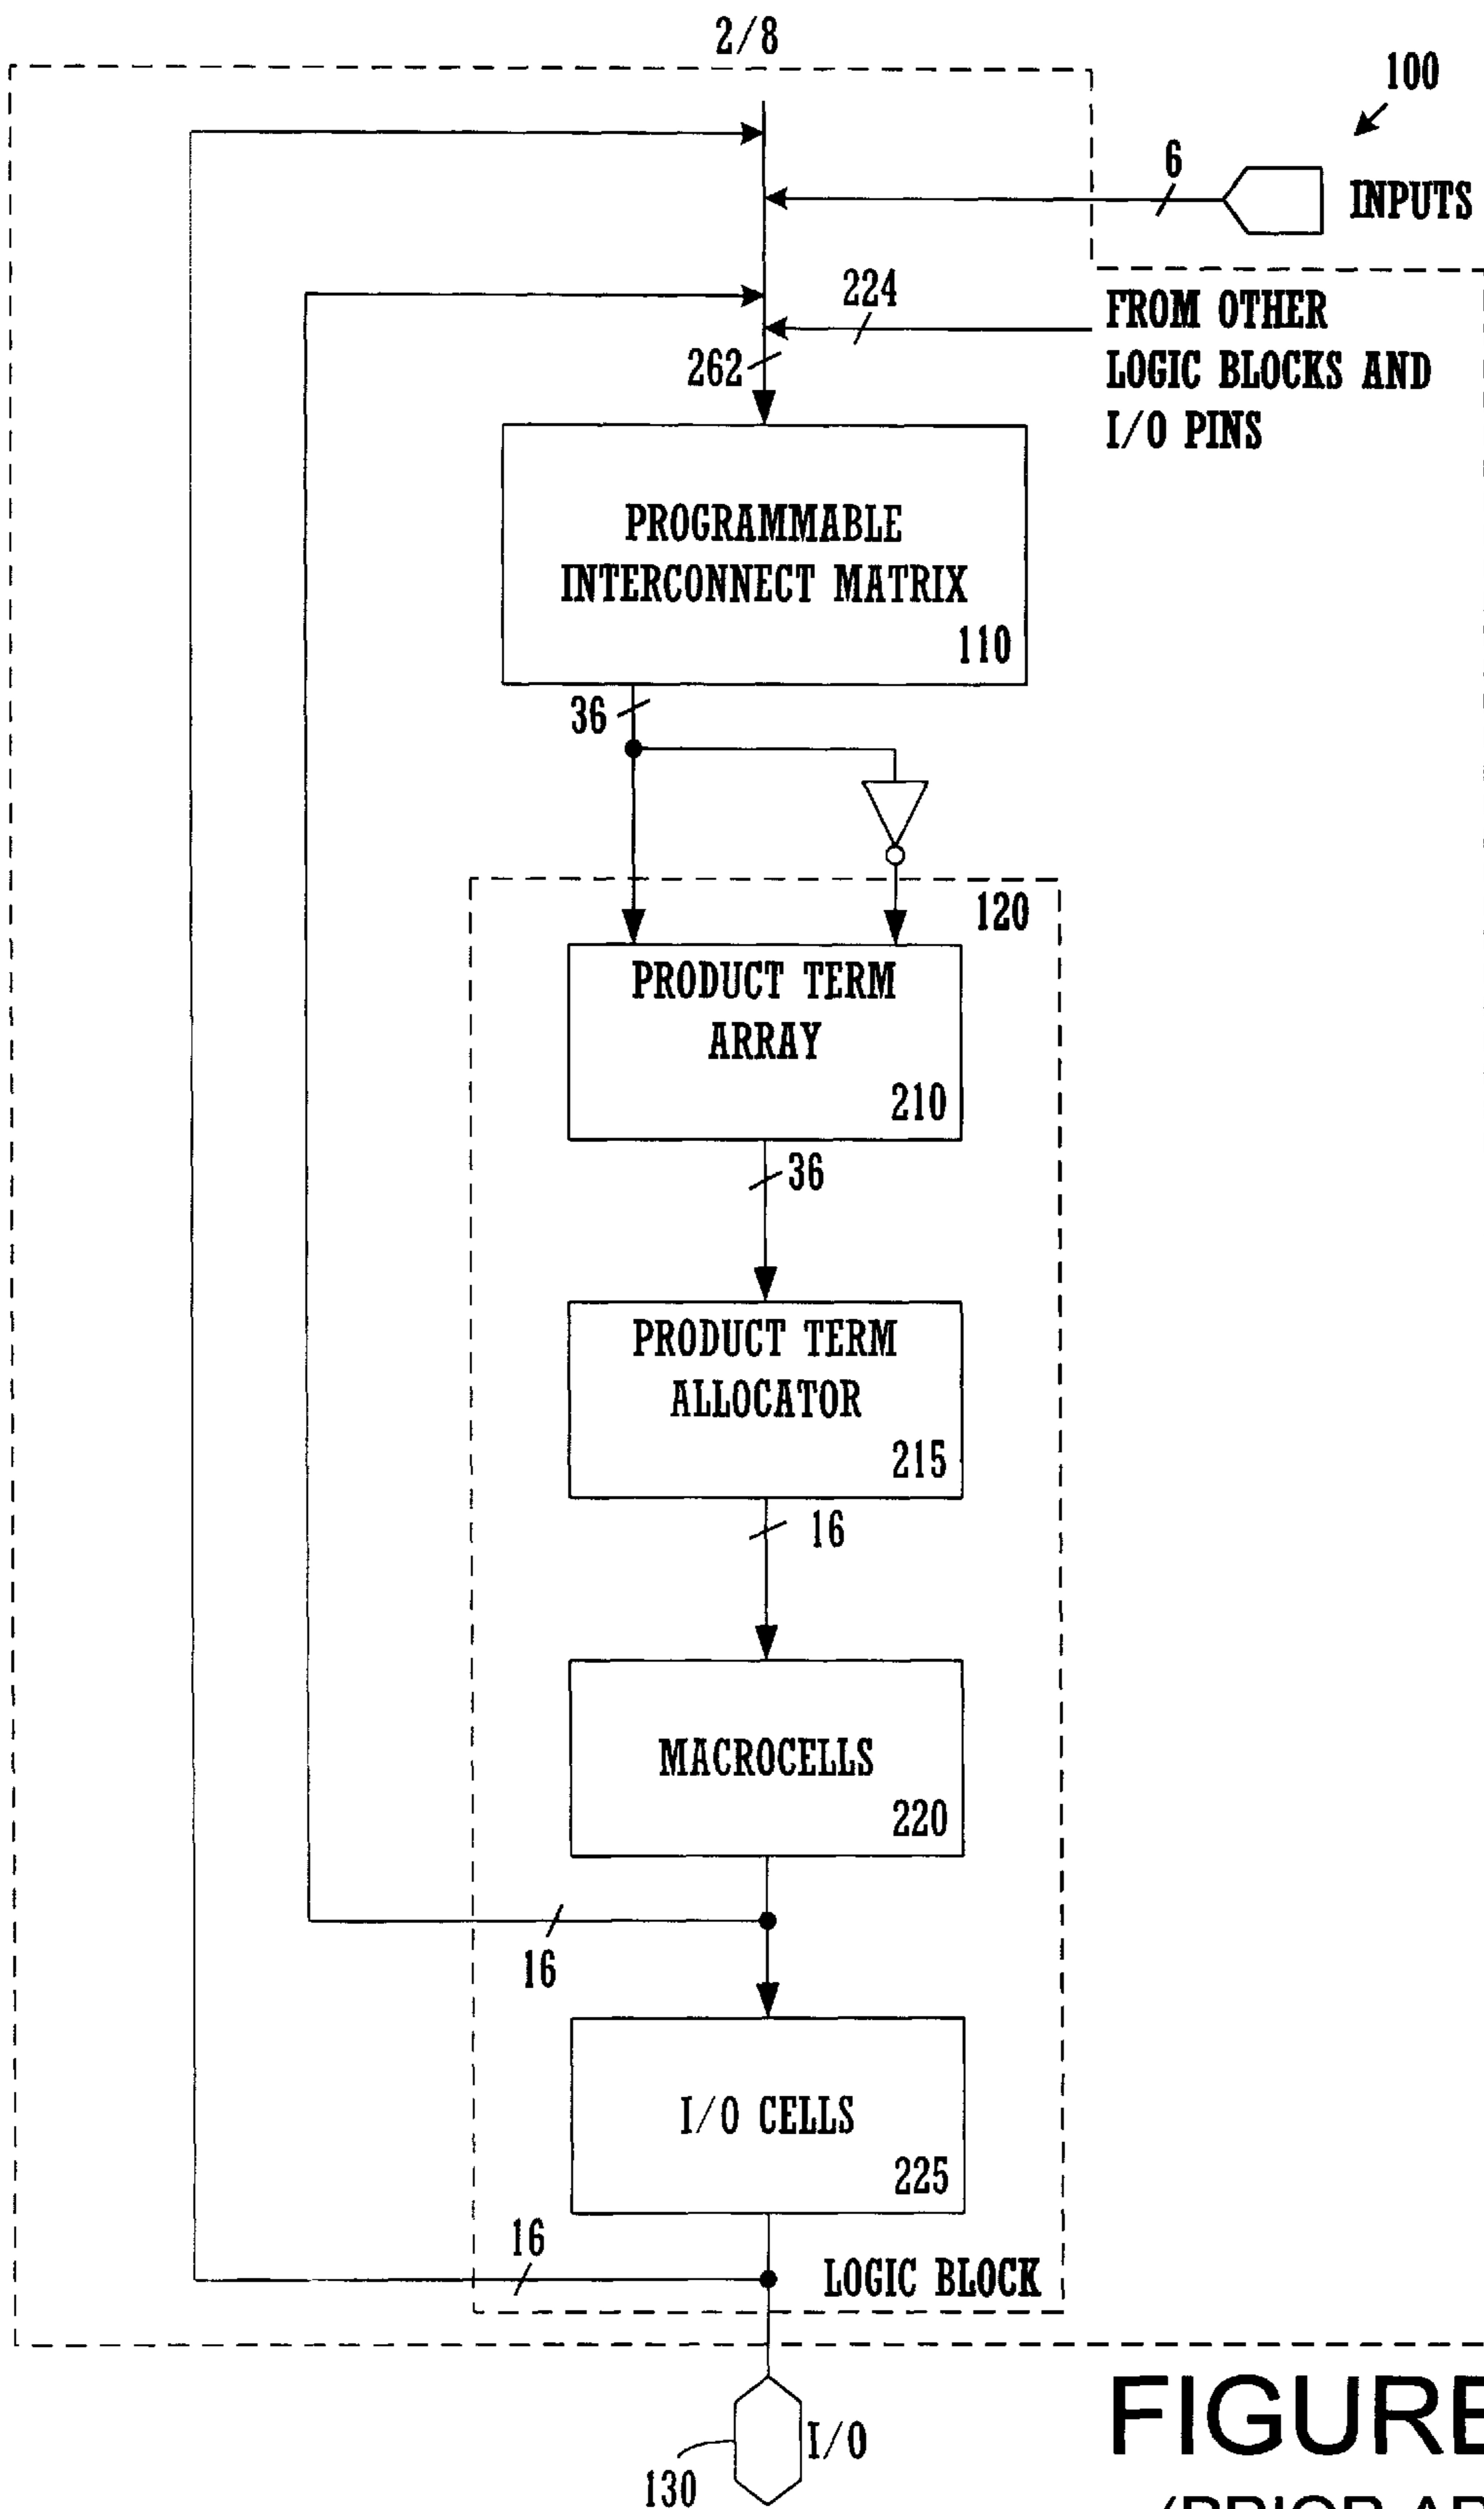 2/8
100
6
INPUTS
224
FROM OTHER
LOGIC BLOCKS AND
I/O PINS
262
PROGRAMMABLE
INTERCONNECT MATRIX
110
36
120
PRODUCT TERM
ARRAY
210
36
PRODUCT TERM
ALLOCATOR
215
16
MACROCELLS
220
16
I/O CELLS
225
16
LOGIC BLOCK
FIGURE
I/O
130